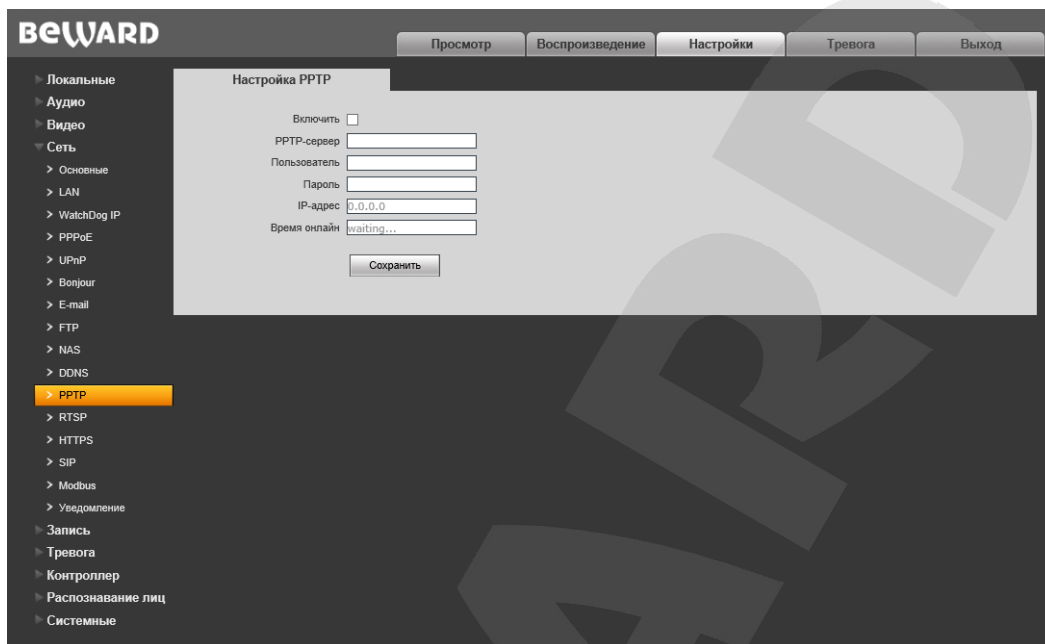 BEWARD
Просмотр
Воспроизведение
Настройки
Тревога
Выход
Локальные
Аудио
Видео
Сеть
Основные
LAN
WatchDog IP
PPPoE
UPnP
Bonjour
E-mail
FTP
NAS
DDNS
PPTP
RTSP
HTTPS
SIP
Modbus
Уведомление
Запись
Тревога
Контроллер
Распознавание лиц
Системные
Настройка PPTP
Включить
PPTP-сервер
Пользователь
Пароль
IP-адрес 0.0.0.0
Время онлайн waiting...
Сохранить
ARD